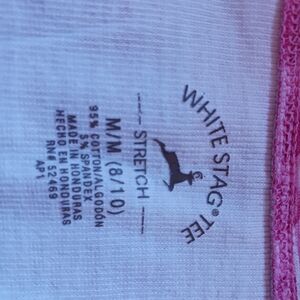 WHITE STAG® TEE
STRETCH
M/M (8/10)
95% COTTON/ALGODÓN
5% SPANDEX
MADE IN HONDURAS
HECHO EN HONDURAS
RN# 52469
AP1